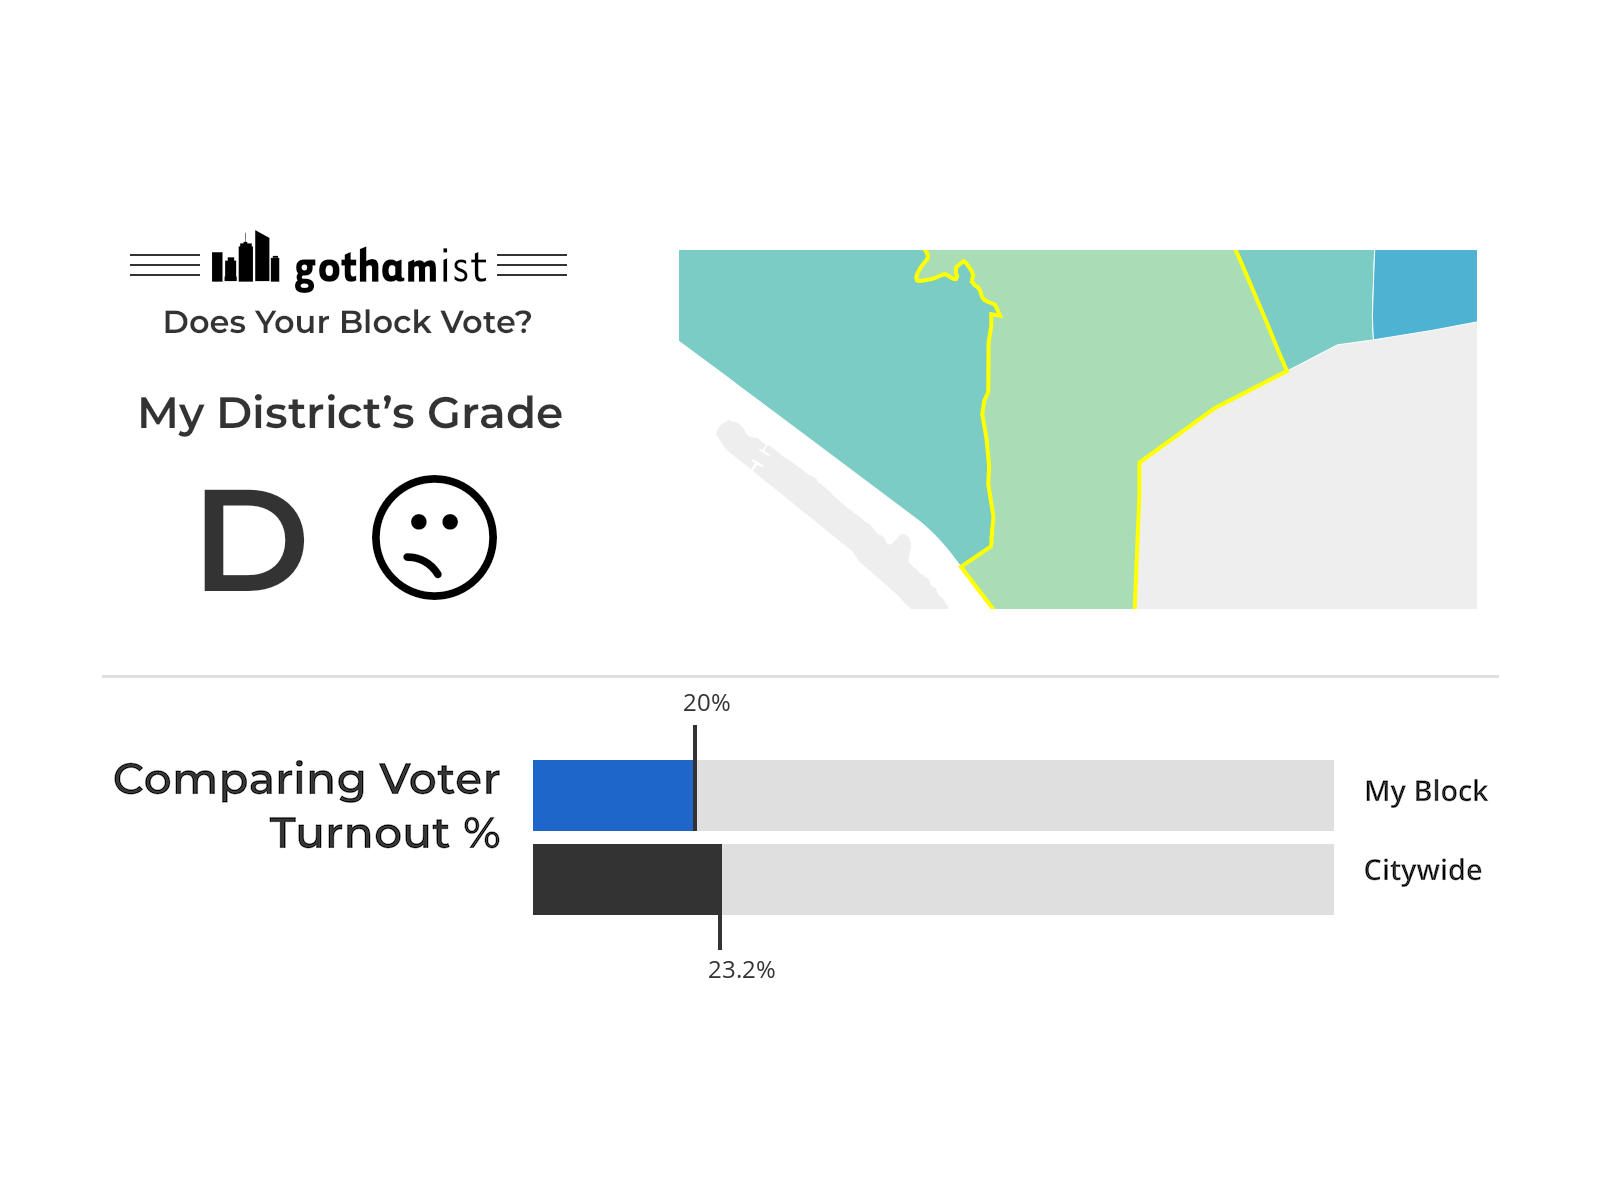 gothamist
Does Your Block Vote?
My District’s Grade
D
20%
Comparing Voter
Turnout %
My Block
Citywide
23.2%